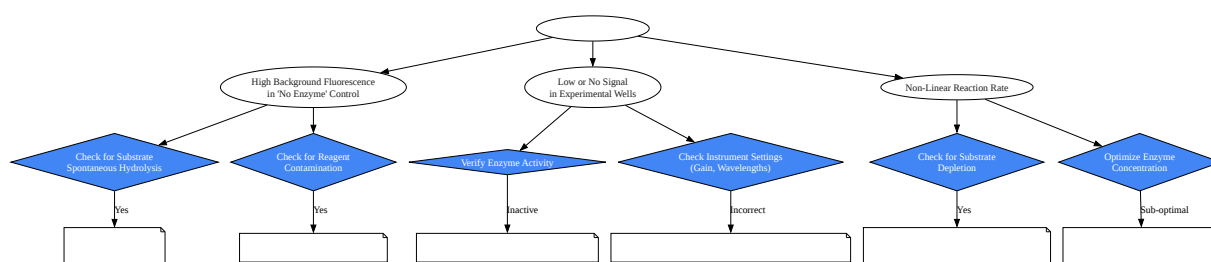 High Background Fluorescence
in 'No Enzyme' Control
Low or No Signal
in Experimental Wells
Non-Linear Reaction Rate
Check for Substrate
Spontaneous Hydrolysis
Check for Reagent
Contamination
Verify Enzyme Activity
Check Instrument Settings
(Gain, Wavelengths)
Check for Substrate
Depletion
Optimize Enzyme
Concentration
Yes
Yes
Inactive
Incorrect
Yes
Sub-optimal